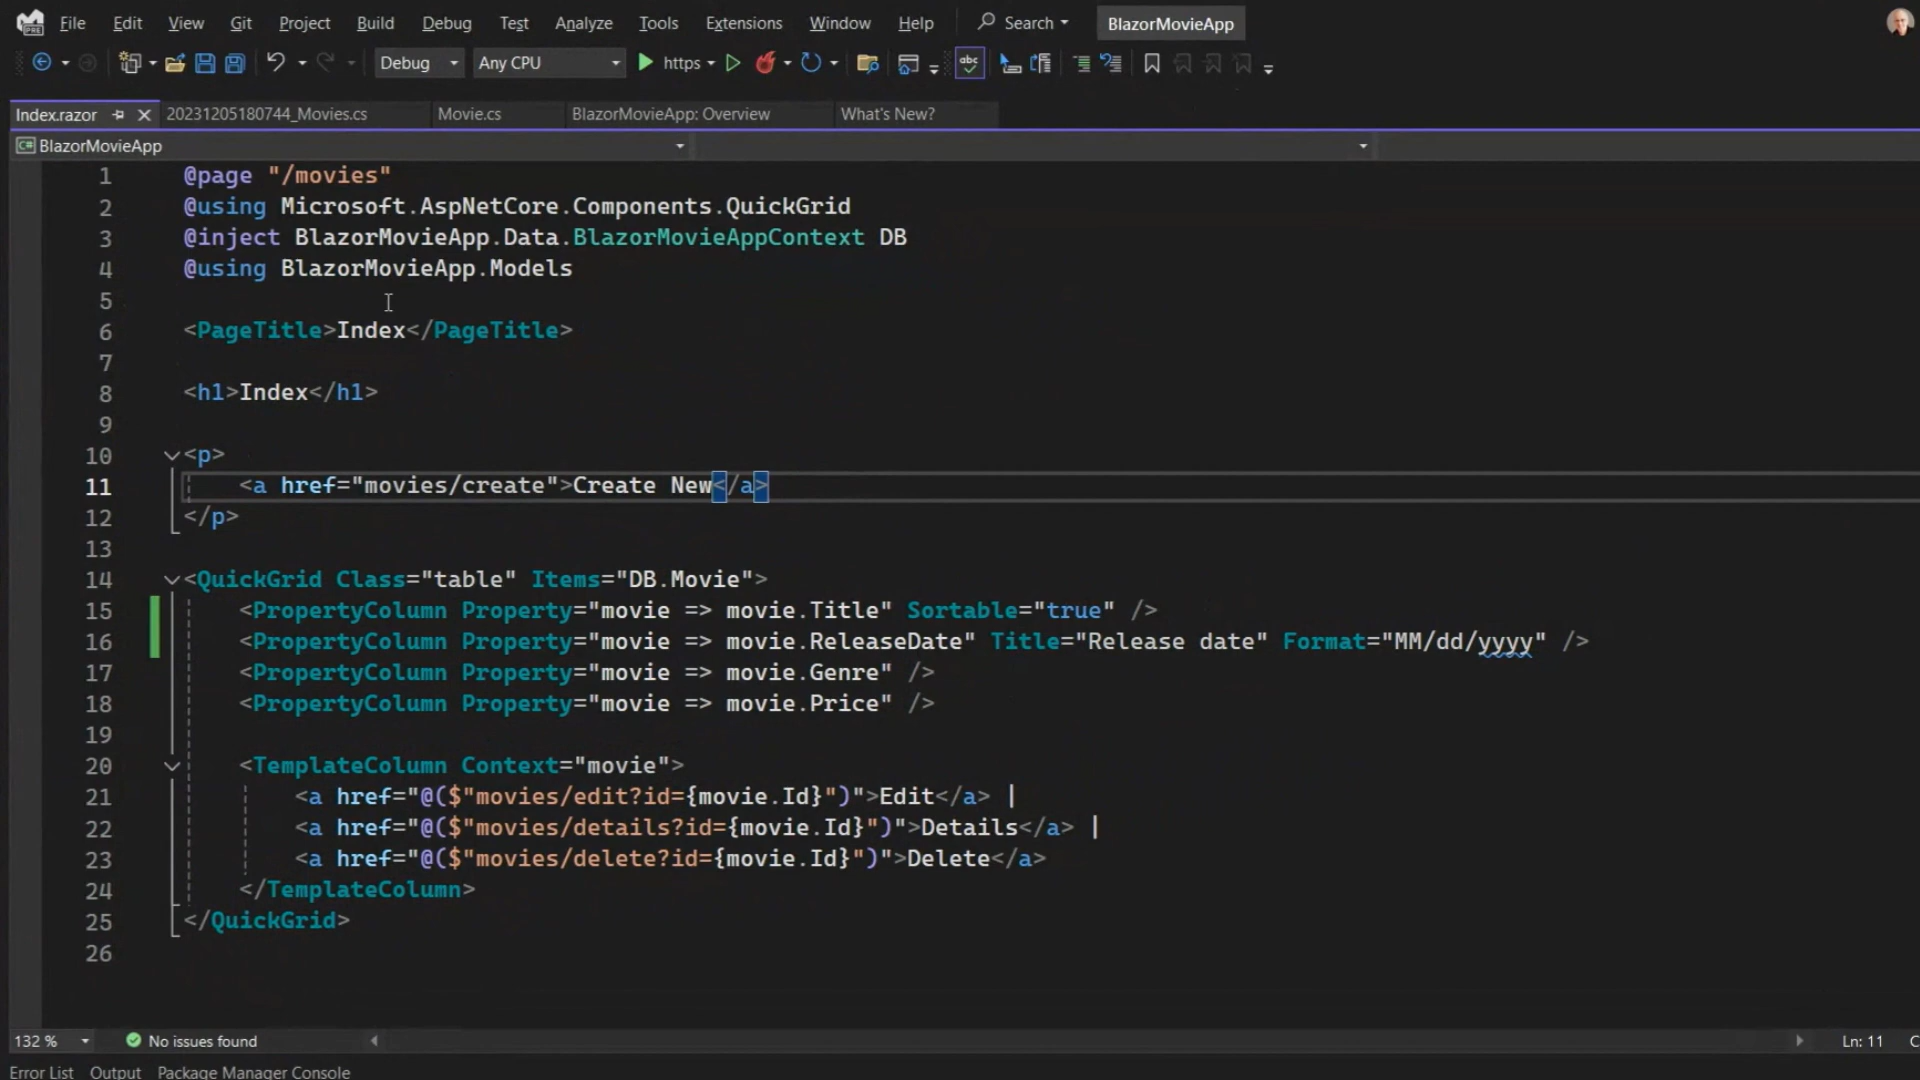 PRE File Edit View Git Project Build Debug Test Analyze Tools Extensions Window Help Search BlazorMovieApp
Debug Any CPU https abc
Index.razor 20231205180744_Movies.cs Movie.cs BlazorMovieApp: Overview What's New?
C# BlazorMovieApp
1 @page "/movies"
2 @using Microsoft.AspNetCore.Components.QuickGrid
3 @inject BlazorMovieApp.Data.BlazorMovieAppContext DB
4 @using BlazorMovieApp.Models
5
6 <PageTitle>Index</PageTitle>
7
8 <h1>Index</h1>
9
10 <p>
11 <a href="movies/create">Create New</a>
12 </p>
13
14 <QuickGrid Class="table" Items="DB.Movie">
15 <PropertyColumn Property="movie => movie.Title" Sortable="true" />
16 <PropertyColumn Property="movie => movie.ReleaseDate" Title="Release date" Format="MM/dd/yyyy" />
17 <PropertyColumn Property="movie => movie.Genre" />
18 <PropertyColumn Property="movie => movie.Price" />
19
20 <TemplateColumn Context="movie">
21 <a href="@($"movies/edit?id={movie.Id}")">Edit</a> |
22 <a href="@($"movies/details?id={movie.Id}")">Details</a> |
23 <a href="@($"movies/delete?id={movie.Id}")">Delete</a>
24 </TemplateColumn>
25 </QuickGrid>
26
132 % No issues found Ln: 11 C
Error List Output Package Manager Console